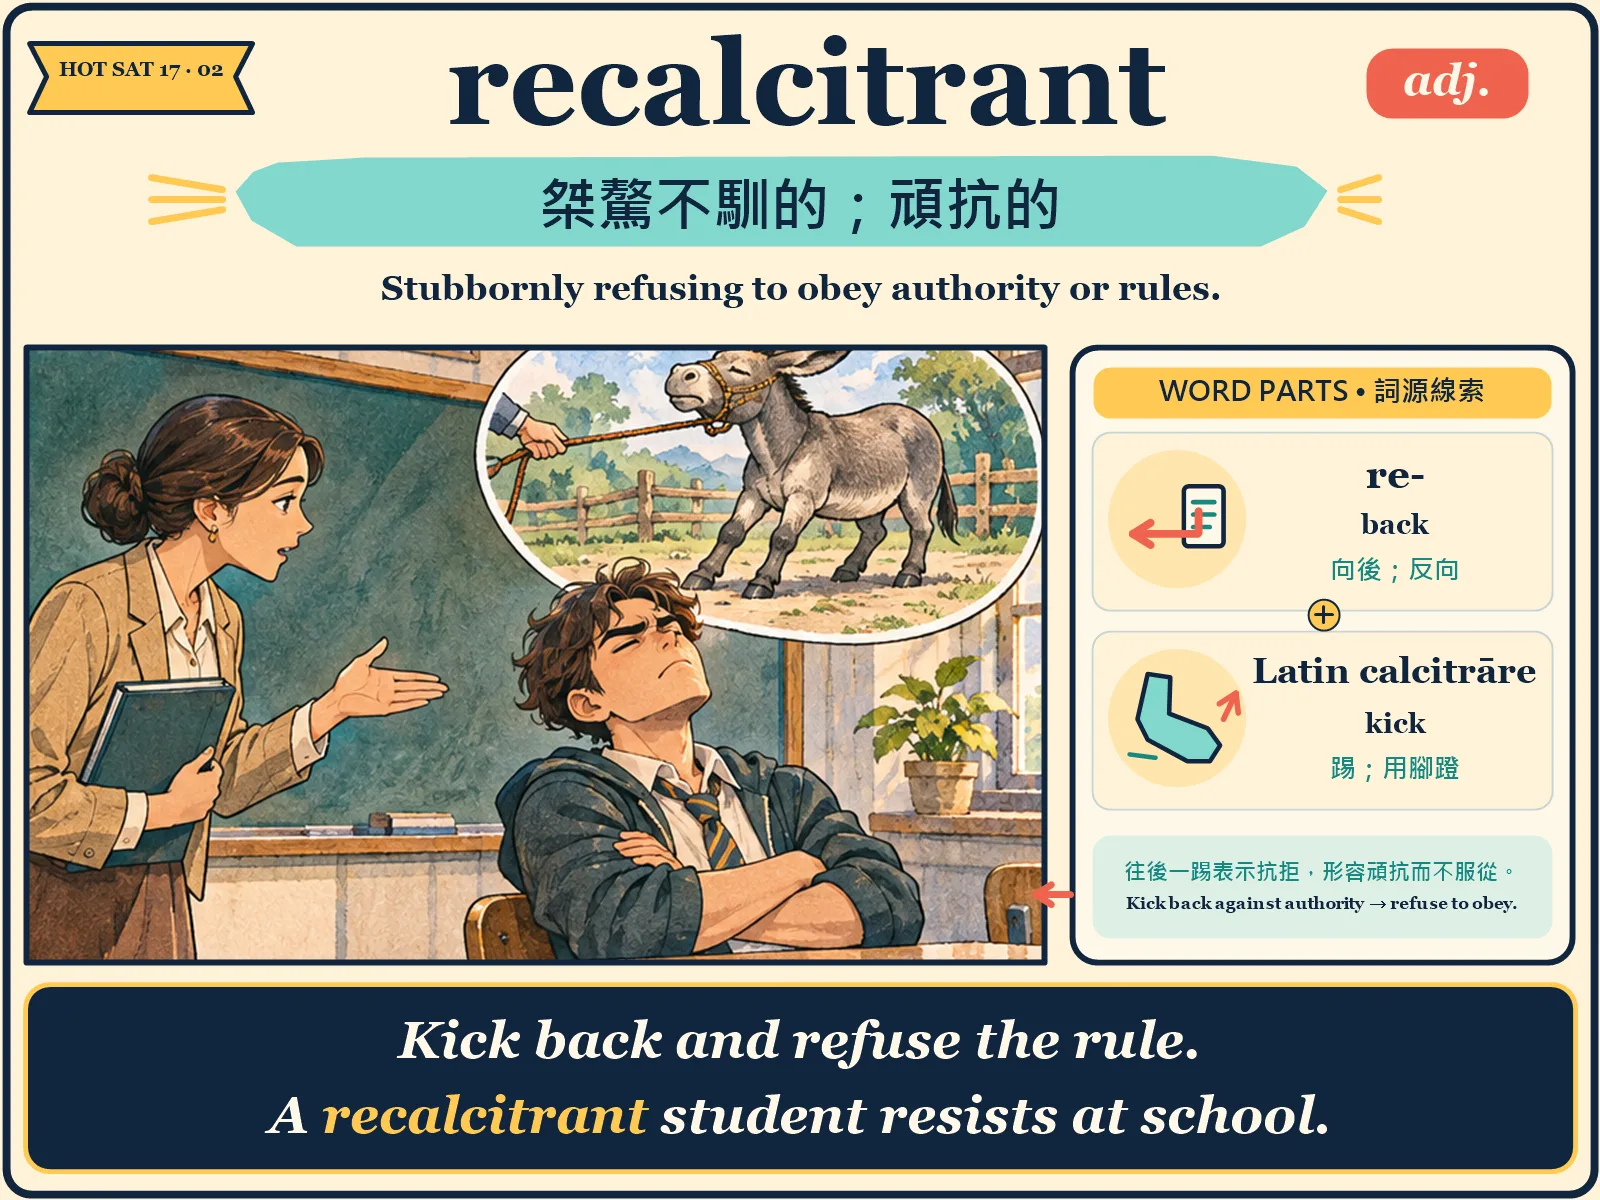 HOT SAT 17 · 02
recalcitrant
adj.
桀驁不馴的；頑抗的
Stubbornly refusing to obey authority or rules.
WORD PARTS • 詞源線索
re-
back
向後；反向
+
Latin calcitrāre
kick
踢；用腳蹬
往後一踢表示抗拒，形容頑抗而不服從。
Kick back against authority → refuse to obey.
Kick back and refuse the rule.
A recalcitrant student resists at school.